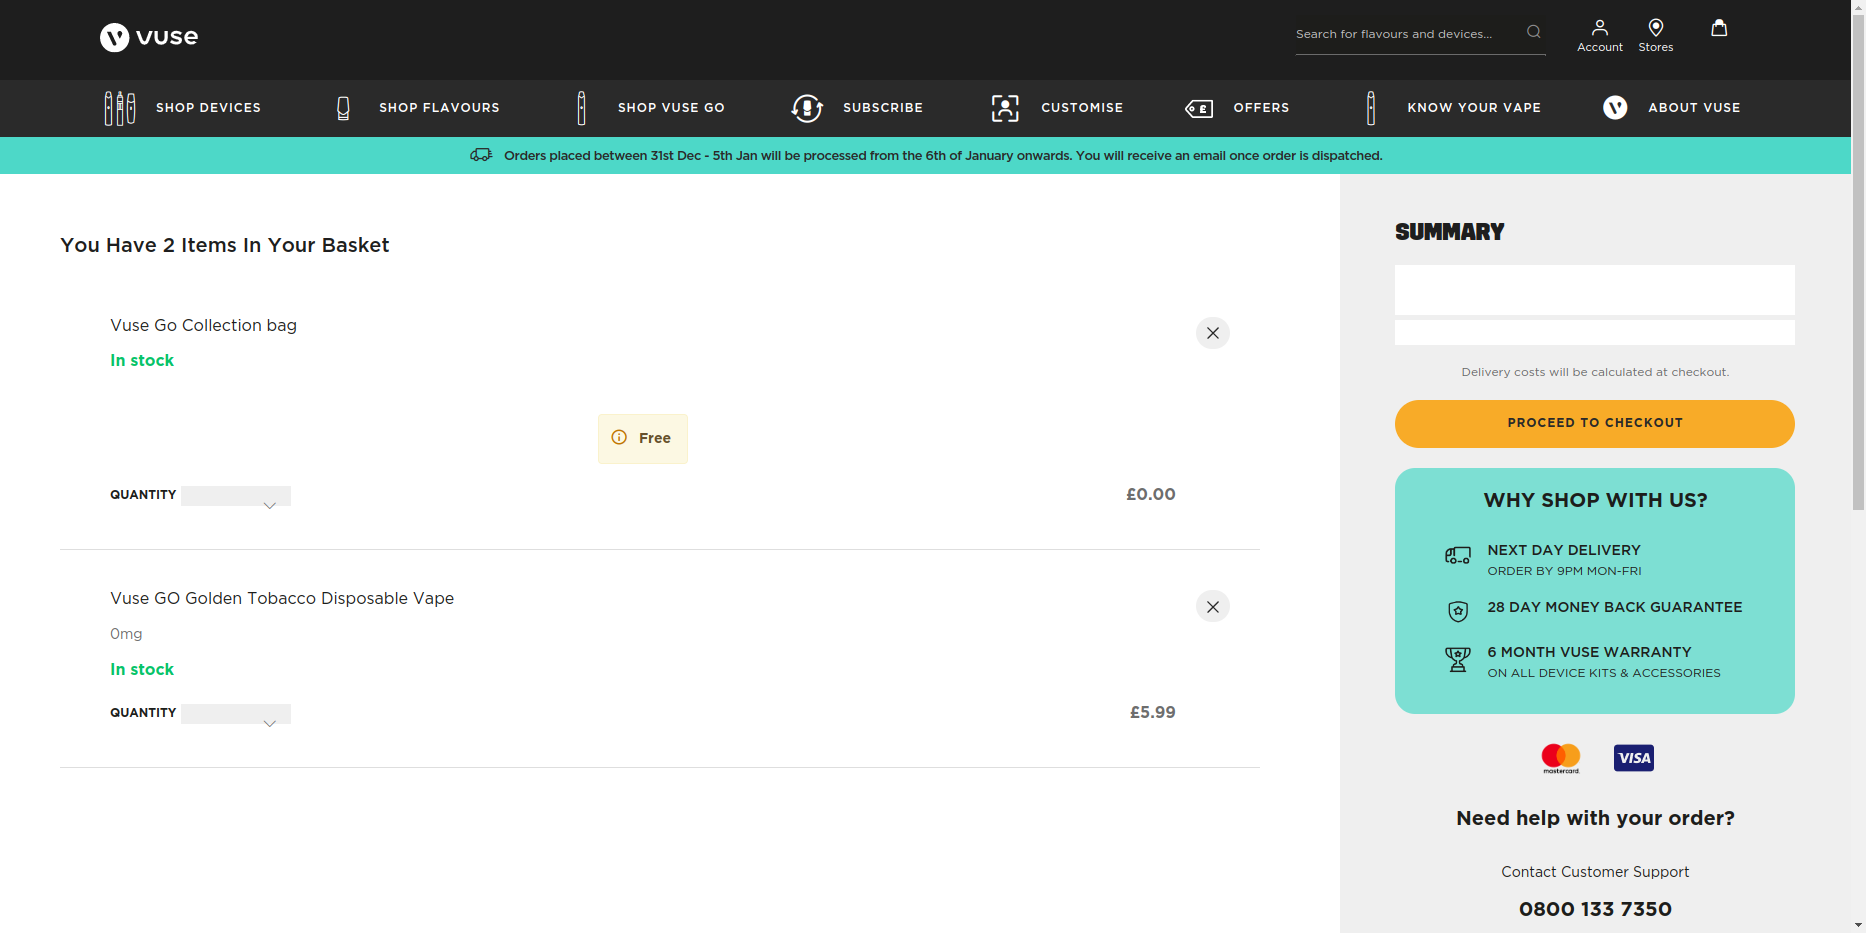 vuse
Search for flavours and devices...
Account
Stores
SHOP DEVICES
SHOP FLAVOURS
SHOP VUSE GO
SUBSCRIBE
CUSTOMISE
OFFERS
KNOW YOUR VAPE
ABOUT VUSE
Orders placed between 31st Dec - 5th Jan will be processed from the 6th of January onwards. You will receive an email once order is dispatched.
You Have 2 Items In Your Basket
Vuse Go Collection bag
In stock
Free
QUANTITY
£0.00
Vuse GO Golden Tobacco Disposable Vape
0mg
In stock
QUANTITY
£5.99
SUMMARY
Delivery costs will be calculated at checkout.
PROCEED TO CHECKOUT
WHY SHOP WITH US?
NEXT DAY DELIVERY
ORDER BY 9PM MON-FRI
28 DAY MONEY BACK GUARANTEE
6 MONTH VUSE WARRANTY
ON ALL DEVICE KITS & ACCESSORIES
mastercard.
VISA
Need help with your order?
Contact Customer Support
0800 133 7350